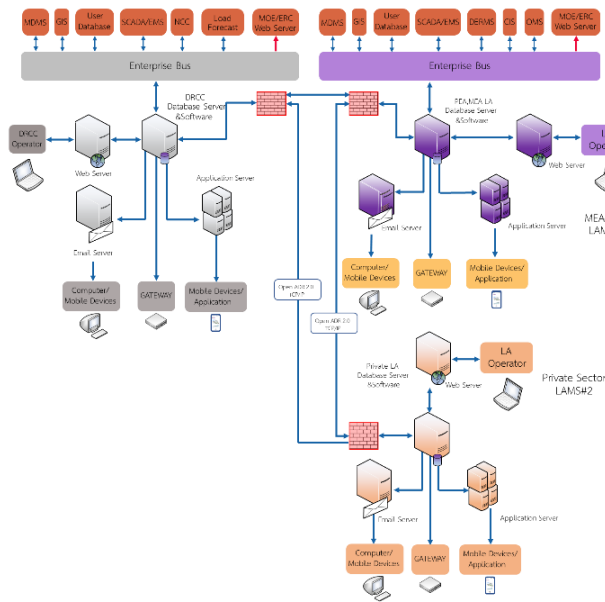 MDMS
GIS
User
Database
SCADA/EMS
NCC
Load
Forecast
MOE/ERC
Web Server
MDMS
GIS
User
Database
SCADA/EMS
DERMS
CIS
OMS
MOE/ERC
Web Server
Enterprise Bus
Enterprise Bus
DRCC
Database Server
&Software
PEA,MEA LA
Database Server
&Software
DRCC
Operator
Web Server
Web Server
Application Server
Email Server
Email Server
Application Server
Computer/
Mobile Devices
GATEWAY
Mobile Devices/
Application
Computer/
Mobile Devices
GATEWAY
Mobile Devices/
Application
Open ADR 2.0
TCP/IP
Open ADR 2.0
TCP/IP
Private LA
Database Server
&Software
Web Server
LA
Operator
Private Sector
LAMS#2
Email Server
Application Server
Computer/
Mobile Devices
GATEWAY
Mobile Devices/
Application